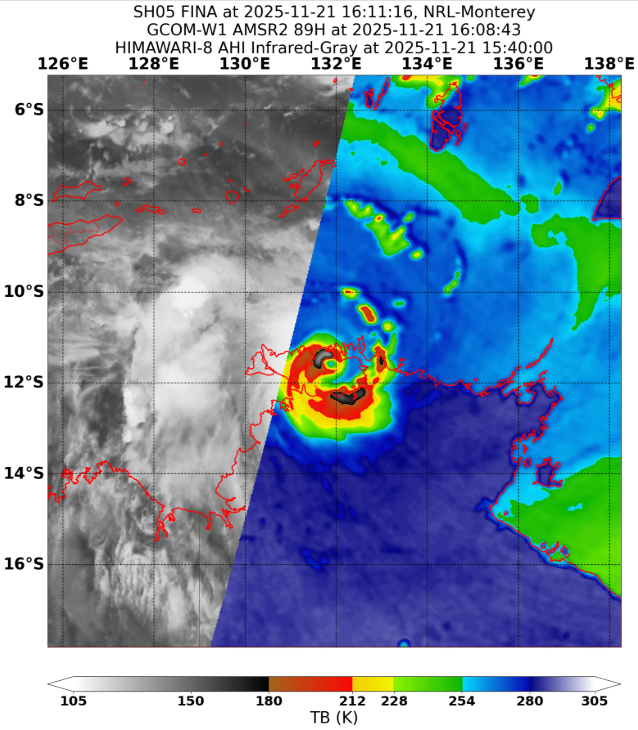 SH05 FINA at 2025-11-21 16:11:16, NRL-Monterey
GCOM-W1 AMSR2 89H at 2025-11-21 16:08:43
HIMAWARI-8 AHI Infrared-Gray at 2025-11-21 15:40:00
126°E 128°E 130°E 132°E 134°E 136°E 138°E
6°S
8°S
10°S
12°S
14°S
16°S
105 150 180 212 228 254 280 305
TB (K)